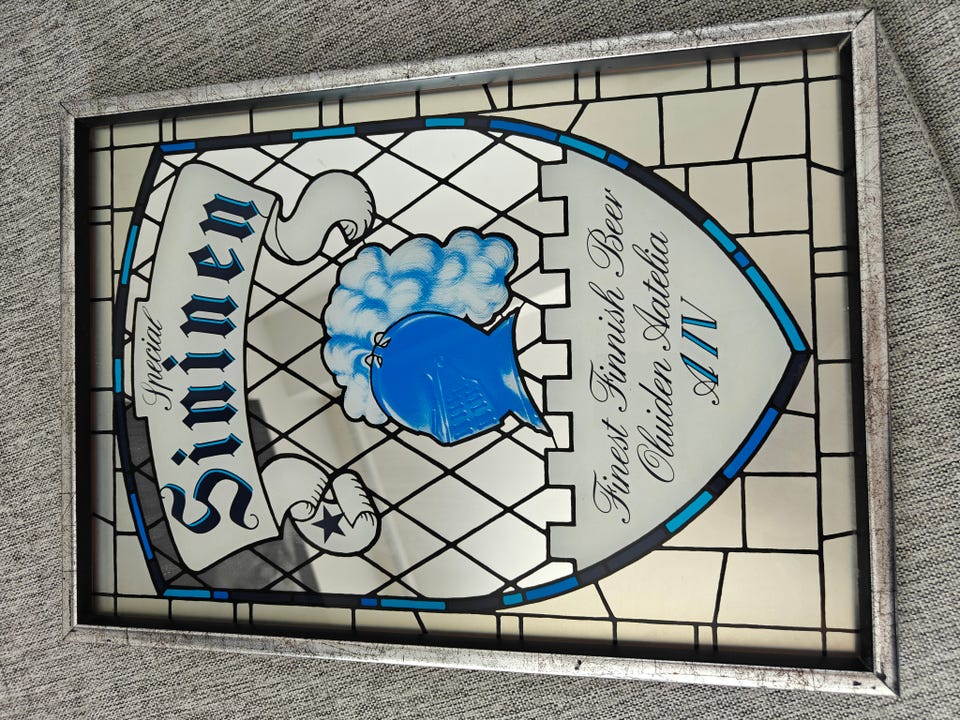 Special
Sininen
Finest Finnish Beer
Oluiden Aatelia
A IV